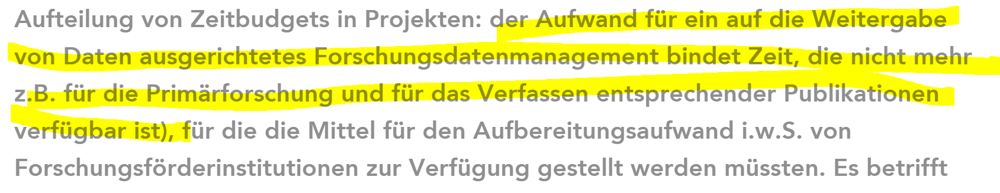 Aufteilung von Zeitbudgets in Projekten: der Aufwand für ein auf die Weitergabe
von Daten ausgerichtetes Forschungsdatenmanagement bindet Zeit, die nicht mehr
z.B. für die Primärforschung und für das Verfassen entsprechender Publikationen
verfügbar ist), für die die Mittel für den Aufbereitungsaufwand i.w.S. von
Forschungsförderinstitutionen zur Verfügung gestellt werden müssten. Es betrifft